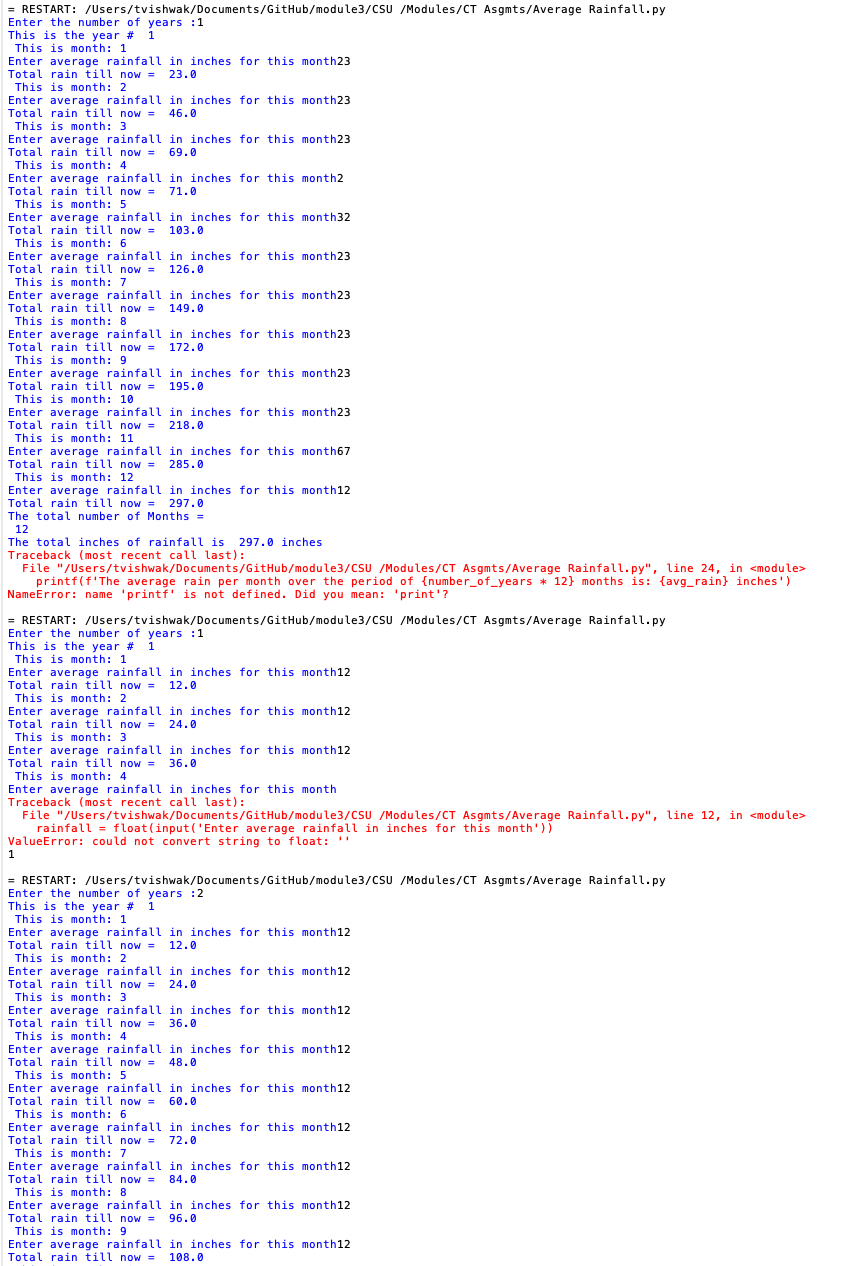 = RESTART: /Users/tvishwak/Documents/GitHub/module3/CSU /Modules/CT Asgmts/Average Rainfall.py
Enter the number of years :1
This is the year #  1
 This is month: 1
Enter average rainfall in inches for this month23
Total rain till now =  23.0
 This is month: 2
Enter average rainfall in inches for this month23
Total rain till now =  46.0
 This is month: 3
Enter average rainfall in inches for this month23
Total rain till now =  69.0
 This is month: 4
Enter average rainfall in inches for this month2
Total rain till now =  71.0
 This is month: 5
Enter average rainfall in inches for this month32
Total rain till now =  103.0
 This is month: 6
Enter average rainfall in inches for this month23
Total rain till now =  126.0
 This is month: 7
Enter average rainfall in inches for this month23
Total rain till now =  149.0
 This is month: 8
Enter average rainfall in inches for this month23
Total rain till now =  172.0
 This is month: 9
Enter average rainfall in inches for this month23
Total rain till now =  195.0
 This is month: 10
Enter average rainfall in inches for this month23
Total rain till now =  218.0
 This is month: 11
Enter average rainfall in inches for this month67
Total rain till now =  285.0
 This is month: 12
Enter average rainfall in inches for this month12
Total rain till now =  297.0
The total number of Months =
 12
The total inches of rainfall is  297.0 inches
Traceback (most recent call last):
  File "/Users/tvishwak/Documents/GitHub/module3/CSU /Modules/CT Asgmts/Average Rainfall.py", line 24, in <module>
    printf(f'The average rain per month over the period of {number_of_years * 12} months is: {avg_rain} inches')
NameError: name 'printf' is not defined. Did you mean: 'print'?
= RESTART: /Users/tvishwak/Documents/GitHub/module3/CSU /Modules/CT Asgmts/Average Rainfall.py
Enter the number of years :1
This is the year #  1
 This is month: 1
Enter average rainfall in inches for this month12
Total rain till now =  12.0
 This is month: 2
Enter average rainfall in inches for this month12
Total rain till now =  24.0
 This is month: 3
Enter average rainfall in inches for this month12
Total rain till now =  36.0
 This is month: 4
Enter average rainfall in inches for this month
Traceback (most recent call last):
  File "/Users/tvishwak/Documents/GitHub/module3/CSU /Modules/CT Asgmts/Average Rainfall.py", line 12, in <module>
    rainfall = float(input('Enter average rainfall in inches for this month'))
ValueError: could not convert string to float: ''
1
= RESTART: /Users/tvishwak/Documents/GitHub/module3/CSU /Modules/CT Asgmts/Average Rainfall.py
Enter the number of years :2
This is the year #  1
 This is month: 1
Enter average rainfall in inches for this month12
Total rain till now =  12.0
 This is month: 2
Enter average rainfall in inches for this month12
Total rain till now =  24.0
 This is month: 3
Enter average rainfall in inches for this month12
Total rain till now =  36.0
 This is month: 4
Enter average rainfall in inches for this month12
Total rain till now =  48.0
 This is month: 5
Enter average rainfall in inches for this month12
Total rain till now =  60.0
 This is month: 6
Enter average rainfall in inches for this month12
Total rain till now =  72.0
 This is month: 7
Enter average rainfall in inches for this month12
Total rain till now =  84.0
 This is month: 8
Enter average rainfall in inches for this month12
Total rain till now =  96.0
 This is month: 9
Enter average rainfall in inches for this month12
Total rain till now =  108.0